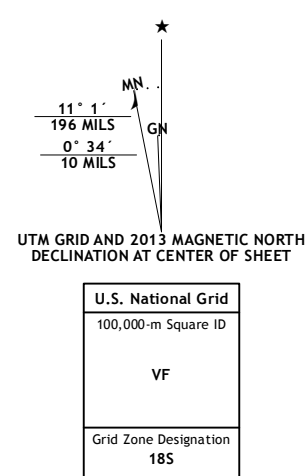 ★
MN
11° 1´
196 MILS
GN
0° 34´
10 MILS
UTM GRID AND 2013 MAGNETIC NORTH
DECLINATION AT CENTER OF SHEET
U.S. National Grid
100,000-m Square ID
VF
Grid Zone Designation
18S